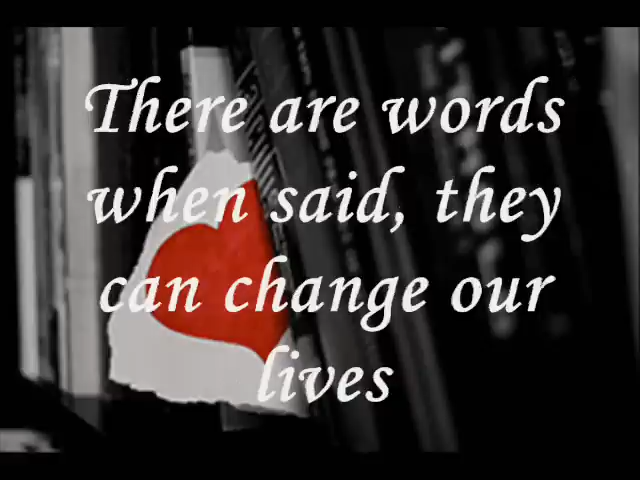 There are words
when said, they
can change our
lives